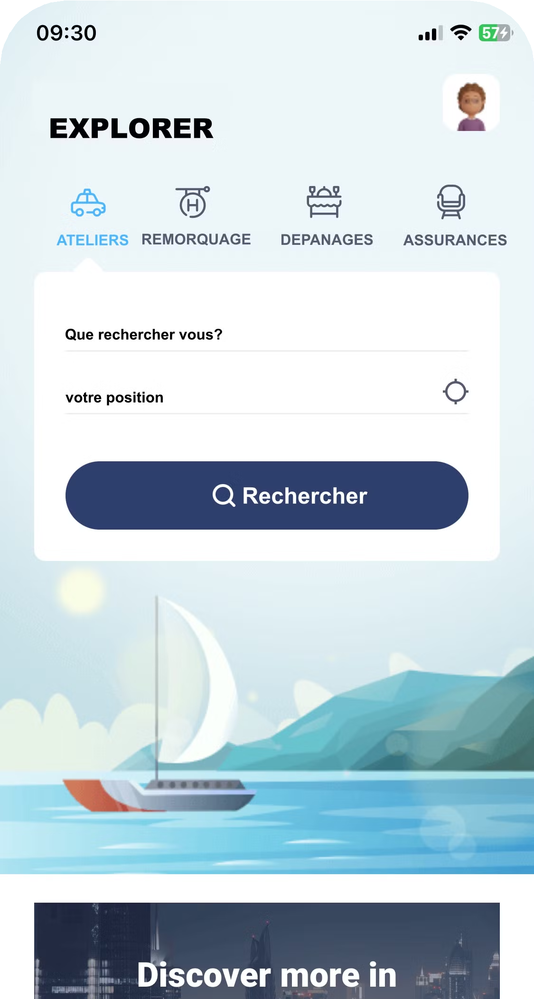 09:30
57
EXPLORER
ATELIERS REMORQUAGE DEPANAGES ASSURANCES
Que rechercher vous?
votre position
Rechercher
Discover more in